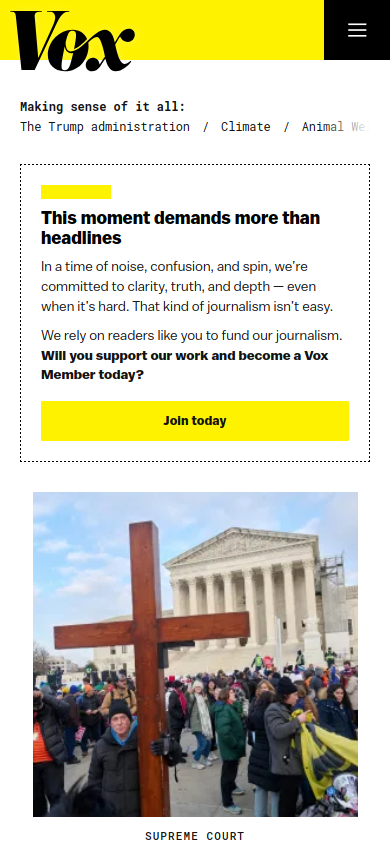 Vox
Making sense of it all:
The Trump administration / Climate / Animal We
This moment demands more than
headlines
In a time of noise, confusion, and spin, we're
committed to clarity, truth, and depth — even
when it's hard. That kind of journalism isn't easy.
We rely on readers like you to fund our journalism.
Will you support our work and become a Vox
Member today?
Join today
SUPREME COURT